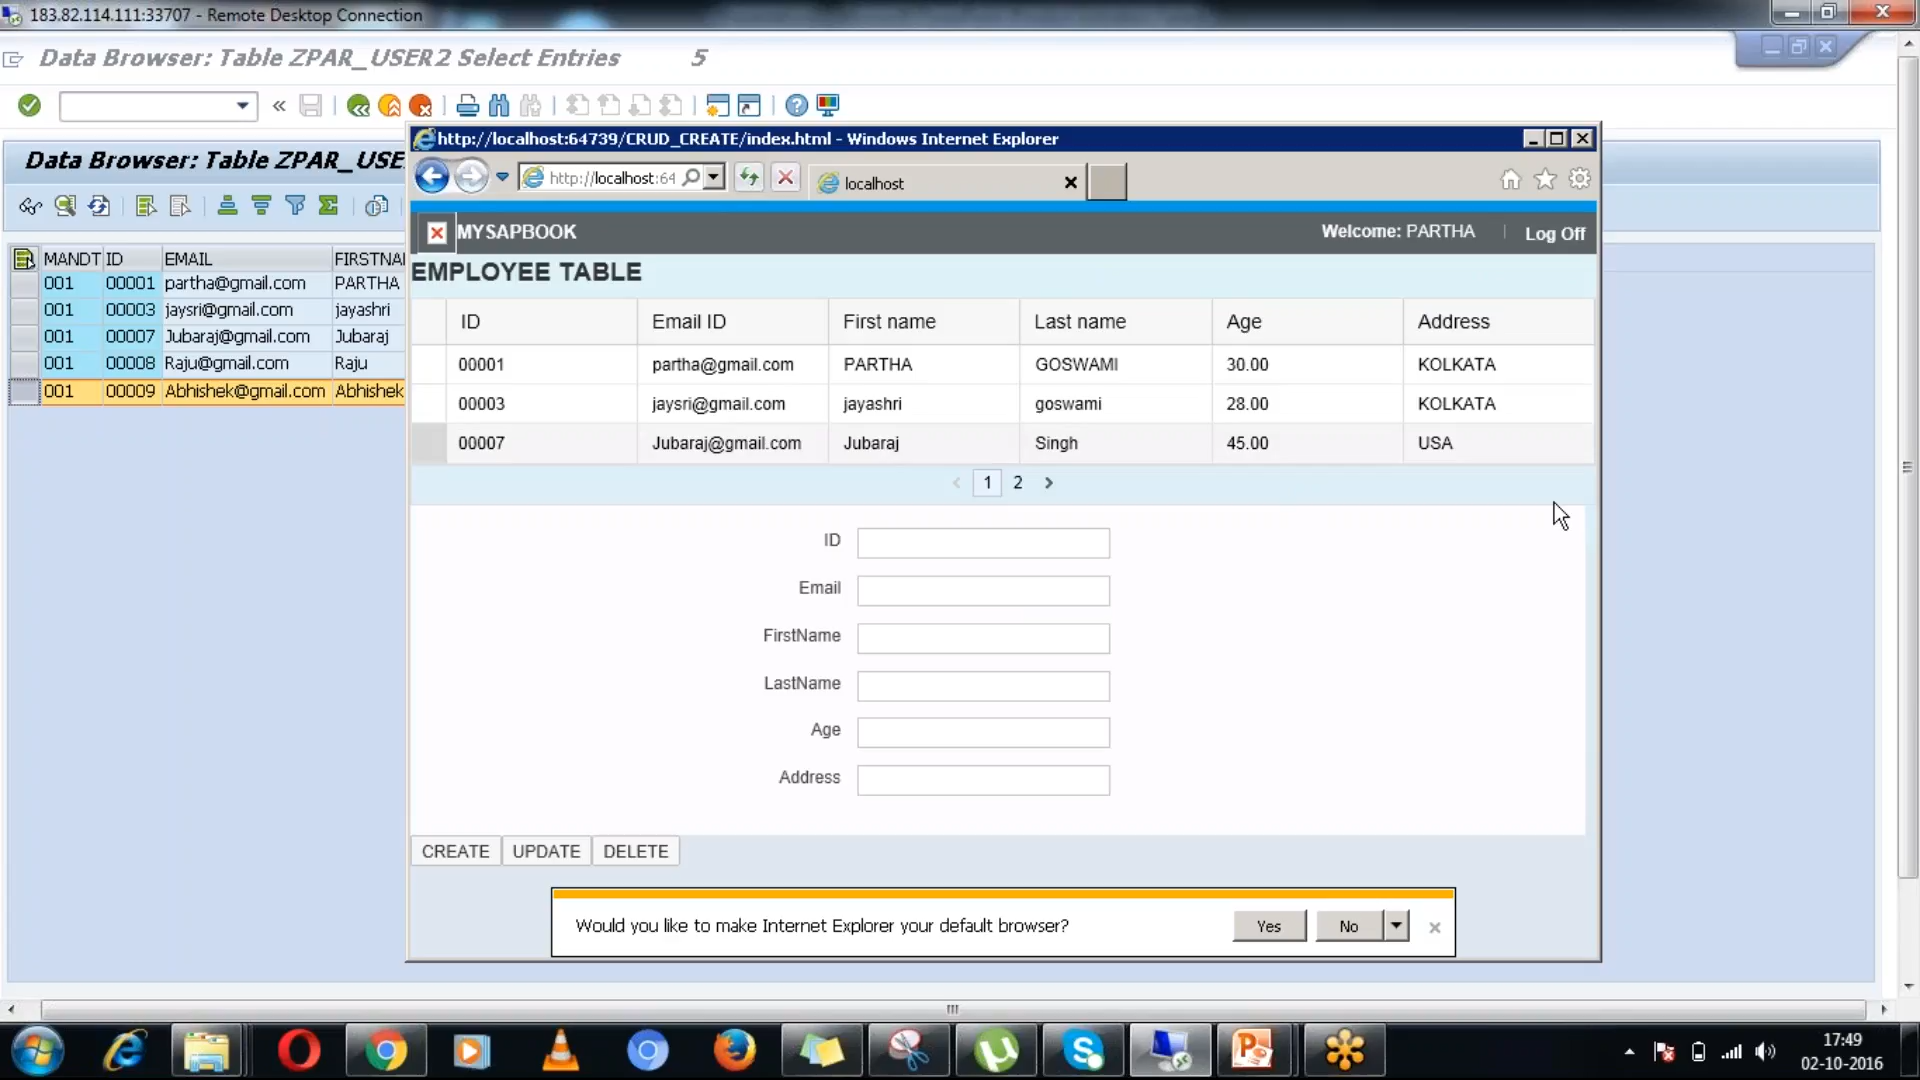 183.82.114.111:33707 - Remote Desktop Connection
Data Browser: Table ZPAR_USER2 Select Entries 5
Data Browser: Table ZPAR_USE
MANDT ID EMAIL FIRSTNA
001 00001 partha@gmail.com PARTHA
001 00003 jaysri@gmail.com jayashri
001 00007 Jubaraj@gmail.com Jubaraj
001 00008 Raju@gmail.com Raju
001 00009 Abhishek@gmail.com Abhishek
http://localhost:64739/CRUD_CREATE/index.html - Windows Internet Explorer
http://localhost:64 localhost
MYSAPBOOK Welcome: PARTHA Log Off
EMPLOYEE TABLE
ID Email ID First name Last name Age Address
00001 partha@gmail.com PARTHA GOSWAMI 30.00 KOLKATA
00003 jaysri@gmail.com jayashri goswami 28.00 KOLKATA
00007 Jubaraj@gmail.com Jubaraj Singh 45.00 USA
1 2
ID
Email
FirstName
LastName
Age
Address
CREATE UPDATE DELETE
Would you like to make Internet Explorer your default browser? Yes No
17:49
02-10-2016